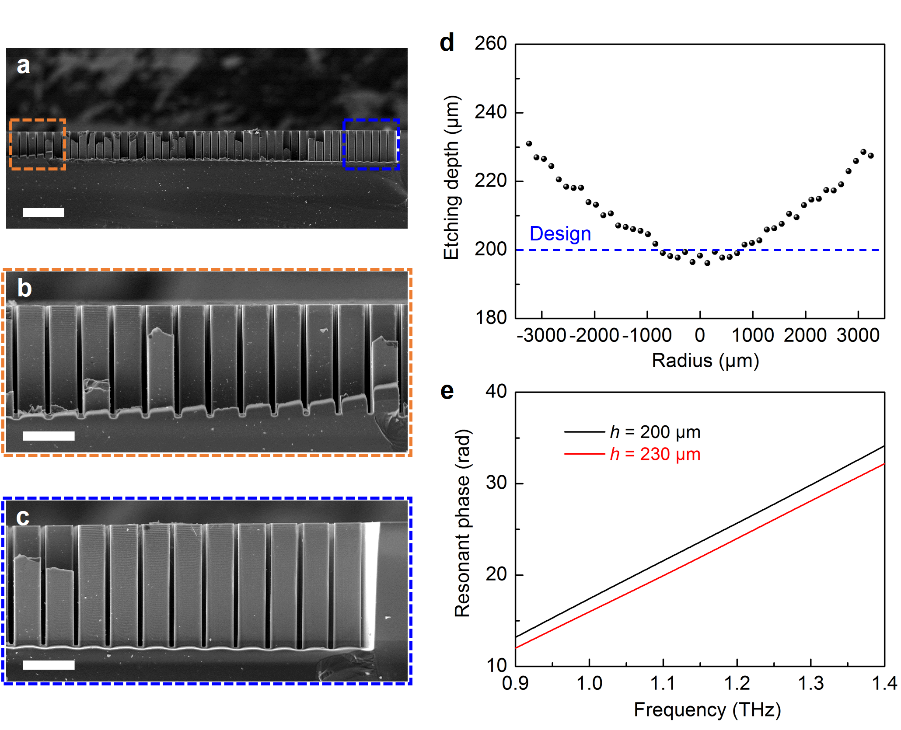 a
b
c
d
260
240
220
200
180
Etching depth (μm)
Design
-3000 -2000 -1000 0 1000 2000 3000
Radius (μm)
e
40
30
20
10
Resonant phase (rad)
h = 200 μm
h = 230 μm
0.9 1.0 1.1 1.2 1.3 1.4
Frequency (THz)